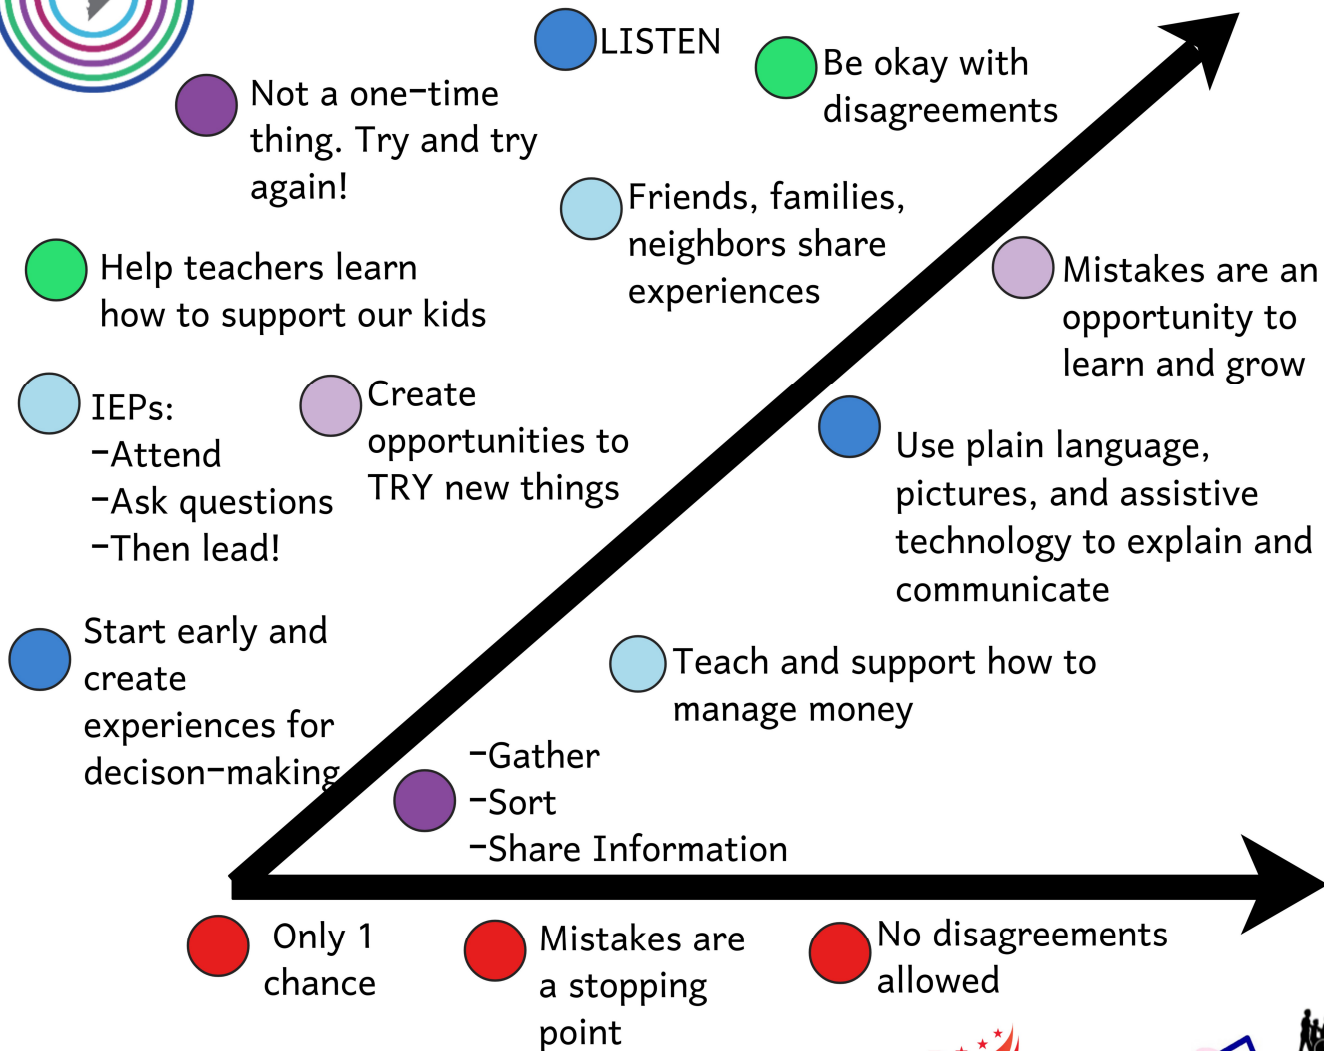 LISTEN
Be okay with
disagreements
Not a one-time
thing. Try and try
again!
Friends, families,
neighbors share
experiences
Help teachers learn
how to support our kids
Mistakes are an
opportunity to
learn and grow
IEPs:
-Attend
-Ask questions
-Then lead!
Create
opportunities to
TRY new things
Use plain language,
pictures, and assistive
technology to explain and
communicate
Start early and
create
experiences for
decison-making
Teach and support how to
manage money
-Gather
-Sort
-Share Information
Only 1
chance
Mistakes are
a stopping
point
No disagreements
allowed